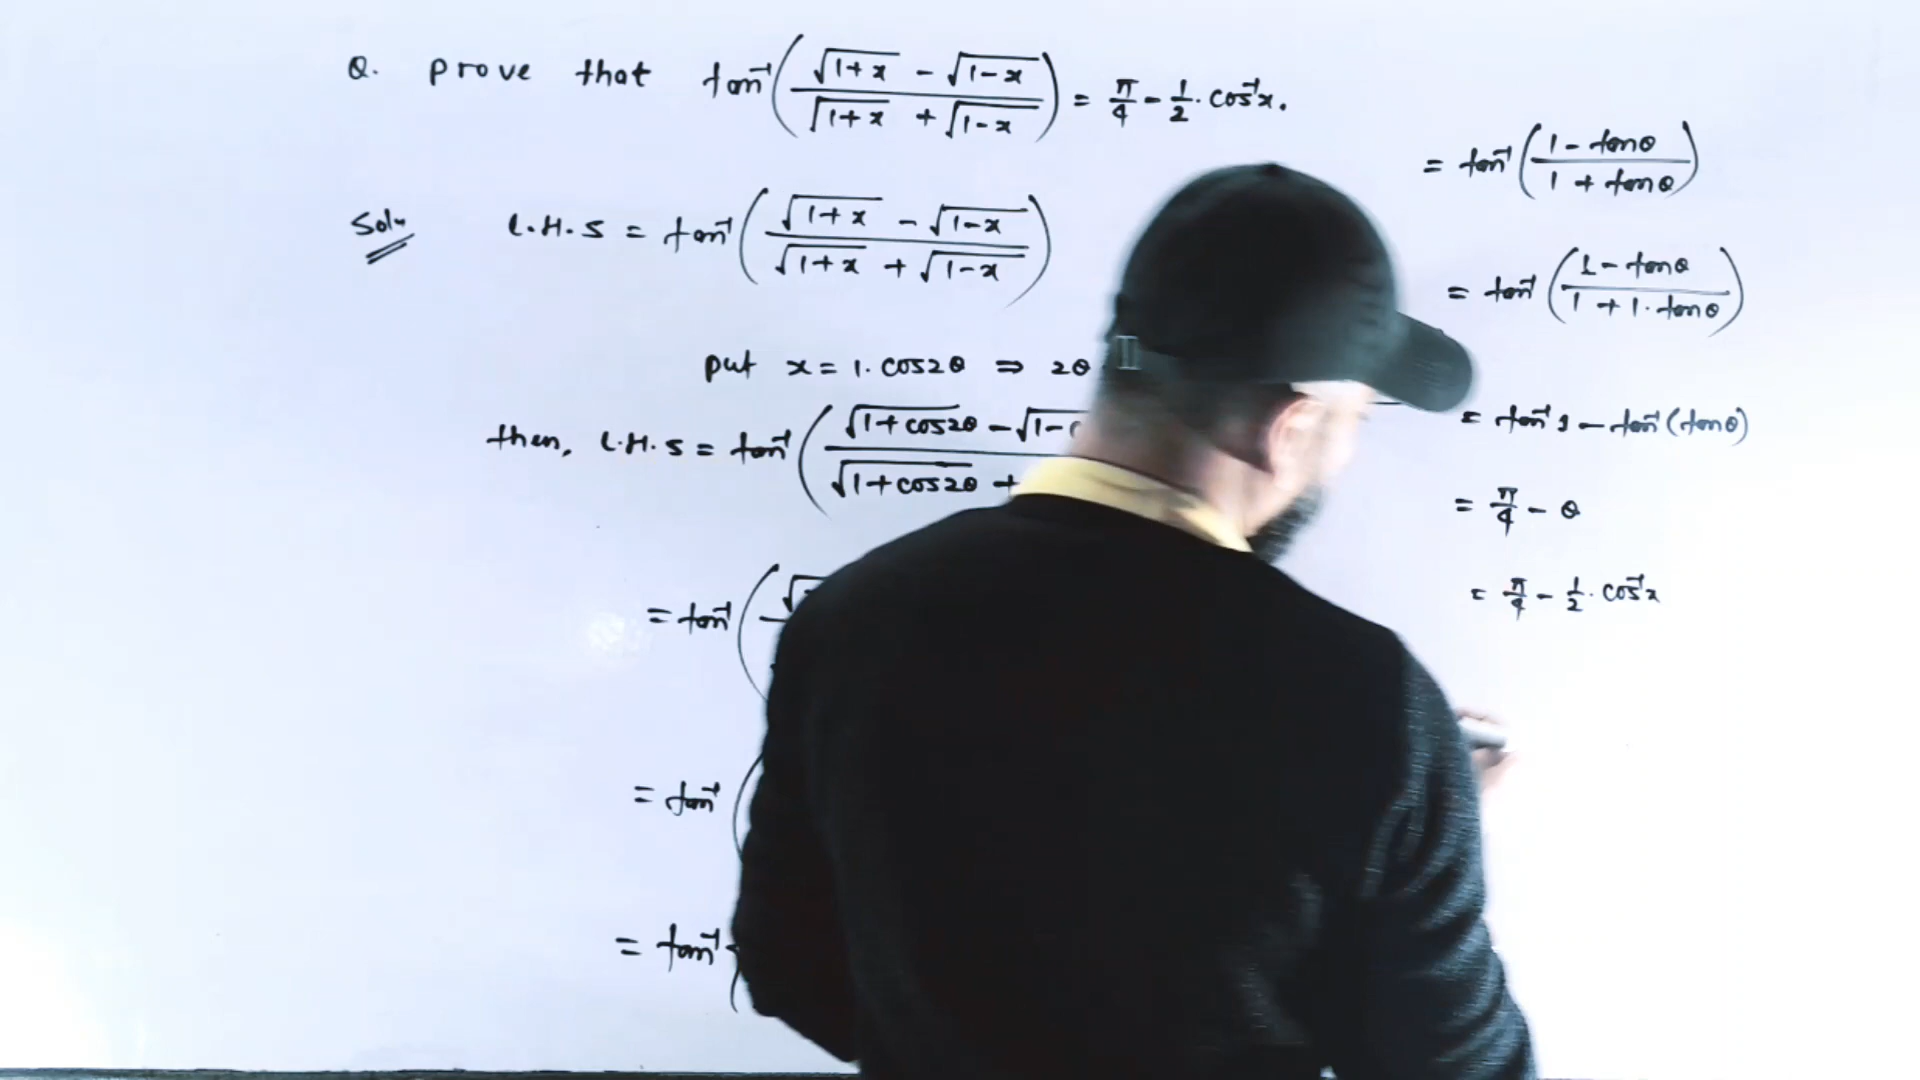 Q. Prove that tan⁻¹((√(1+x) - √(1-x))/(√(1+x) + √(1-x))) = π/4 - 1/2 · cos⁻¹x.
Soln L.H.S = tan⁻¹((√(1+x) - √(1-x))/(√(1+x) + √(1-x)))
put x = 1. cos2θ ⇒ 2θ
then, L.H.S = tan⁻¹((√(1+cos2θ) - √(1-
√(1+cos2θ) +
= tan⁻¹(√
= tan⁻¹(
= tan⁻¹(
= tan⁻¹((1 - tanθ)/(1 + tanθ))
= tan⁻¹((1 - tanθ)/(1 + 1·tanθ))
= tan⁻¹1 - tan⁻¹(tanθ)
= π/4 - θ
= π/4 - 1/2 · cos⁻¹x